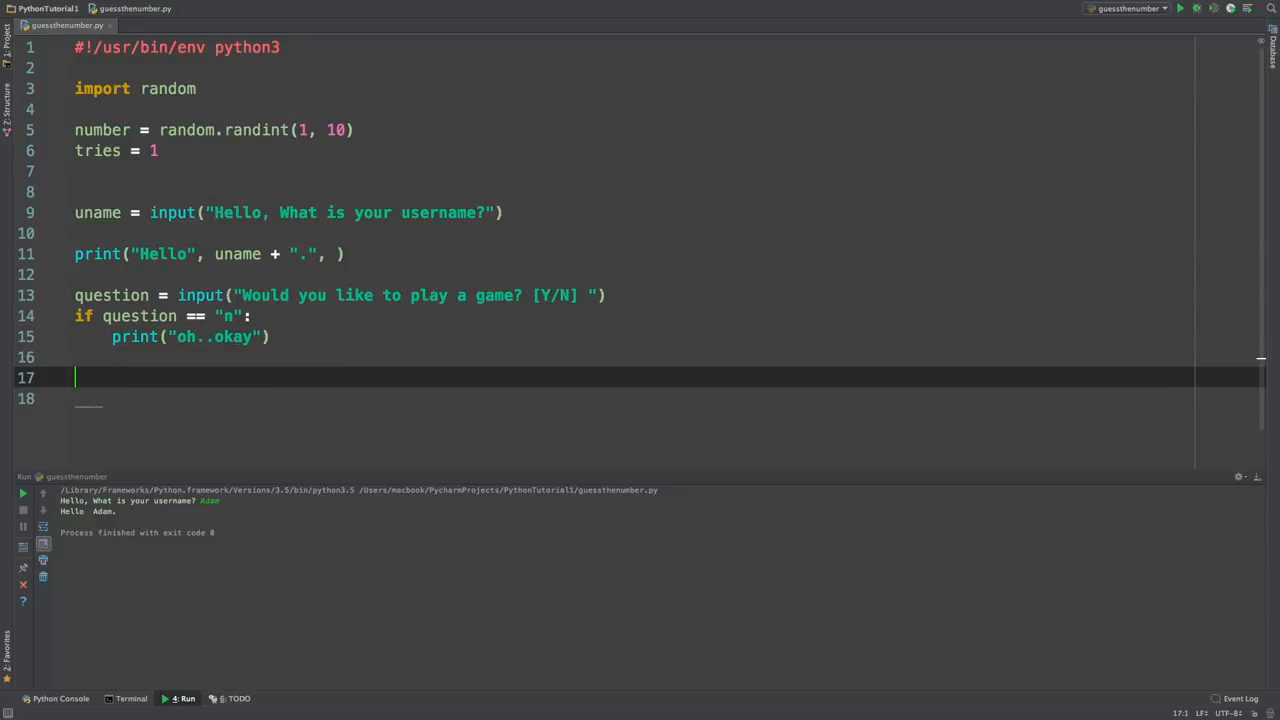 PythonTutorial1 guessthenumber.py guessthenumber
guessthenumber.py
1 #!/usr/bin/env python3
2
3 import random
4
5 number = random.randint(1, 10)
6 tries = 1
7
8
9 uname = input("Hello, What is your username?")
10
11 print("Hello", uname + ".", )
12
13 question = input("Would you like to play a game? [Y/N] ")
14 if question == "n":
15 print("oh..okay")
16
17
18
1: Project
7: Structure
2: Favorites
Database
Run guessthenumber
/Library/Frameworks/Python.framework/Versions/3.5/bin/python3.5 /Users/macbook/PycharmProjects/PythonTutorial1/guessthenumber.py
Hello, What is your username? Adam
Hello  Adam.
Process finished with exit code 0
Python Console Terminal 4: Run 6: TODO Event Log
17:1 LF÷ UTF-8÷